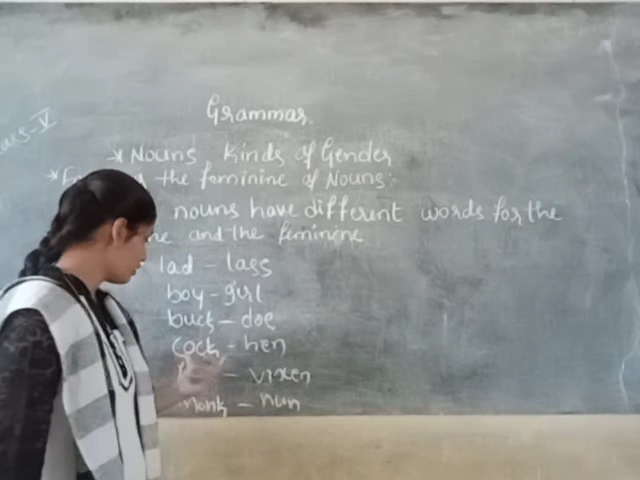 Grammar.
Class-V
* Nouns, Kinds of Gender
* the feminine of Nouns:-
nouns have different words for the
and the feminine.
lad - lass
boy - girl
buck - doe
cock - hen
- vixen
monk - nun